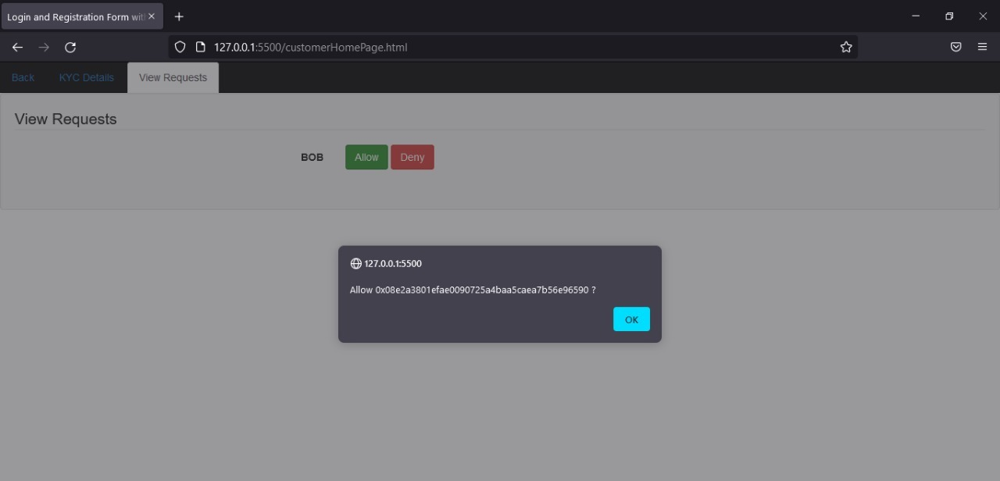 Login and Registration Form wit
127.0.0.1:5500/customerHomePage.html
Back KYC Details View Requests
View Requests
BOB Allow Deny
127.0.0.1:5500
Allow 0x08e2a3801efae0090725a4baa5caea7b56e96590 ?
OK